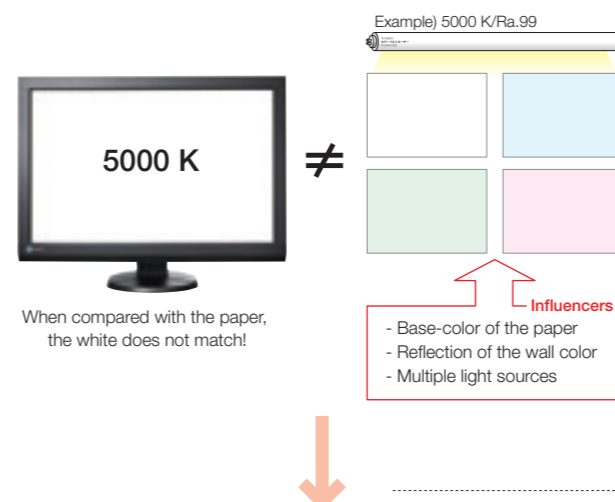 Example) 5000 K/Ra.99
5000 K
≠
When compared with the paper,
the white does not match!
Influencers
- Base-color of the paper
- Reflection of the wall color
- Multiple light sources